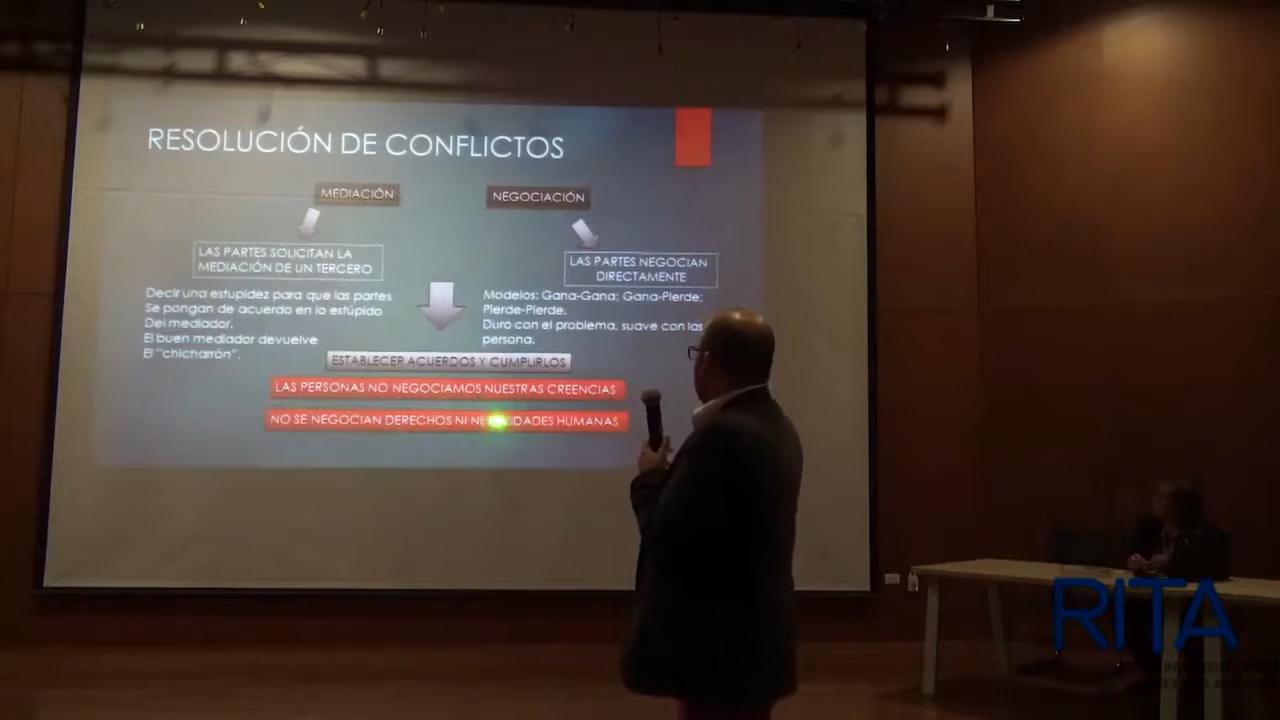 RESOLUCIÓN DE CONFLICTOS
MEDIACIÓN
NEGOCIACIÓN
LAS PARTES SOLICITAN LA
MEDIACIÓN DE UN TERCERO
LAS PARTES NEGOCIAN
DIRECTAMENTE
Decir una estupidez para que las partes
Se pongan de acuerdo en lo estúpido
Del mediador.
El buen mediador devuelve
El "chicharrón".
Modelos: Gana-Gana; Gana-Pierde;
Pierde-Pierde.
Duro con el problema, suave con las
persona.
ESTABLECER ACUERDOS Y CUMPLIRLOS
LAS PERSONAS NO NEGOCIAMOS NUESTRAS CREENCIAS
NO SE NEGOCIAN DERECHOS NI NECESIDADES HUMANAS
RITA